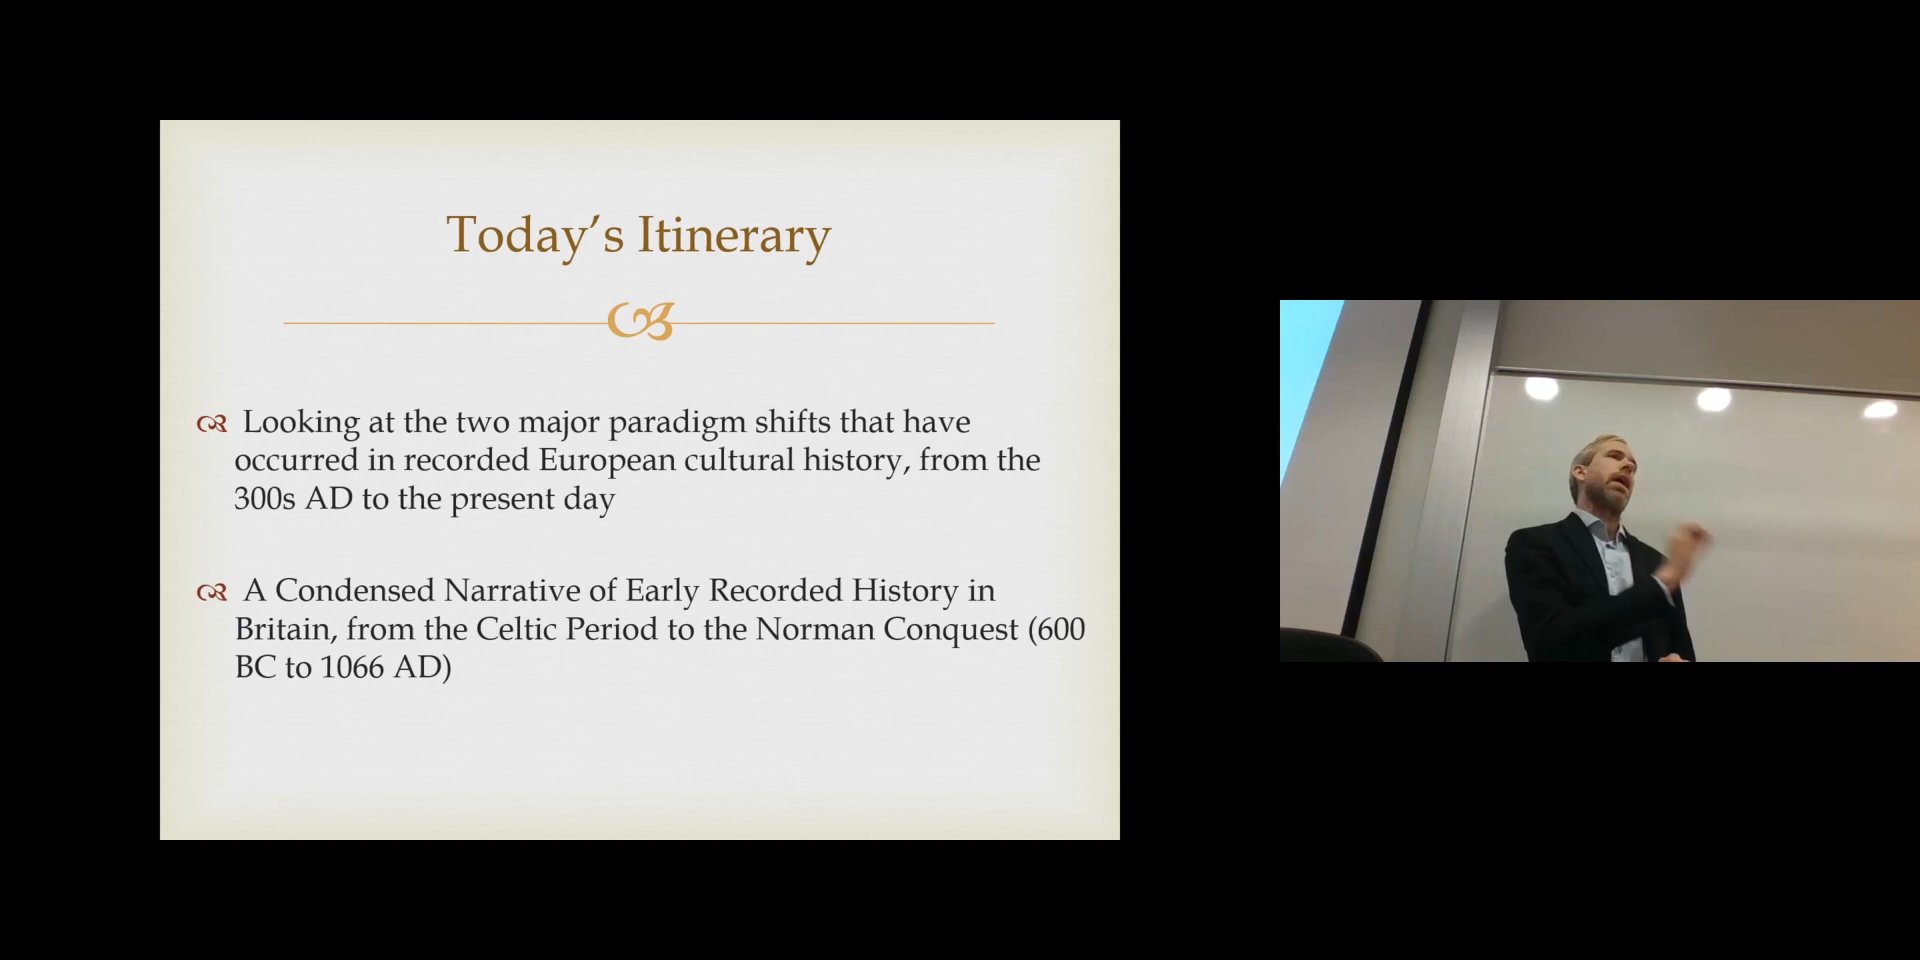 Today’s Itinerary
Looking at the two major paradigm shifts that have
occurred in recorded European cultural history, from the
300s AD to the present day
A Condensed Narrative of Early Recorded History in
Britain, from the Celtic Period to the Norman Conquest (600
BC to 1066 AD)